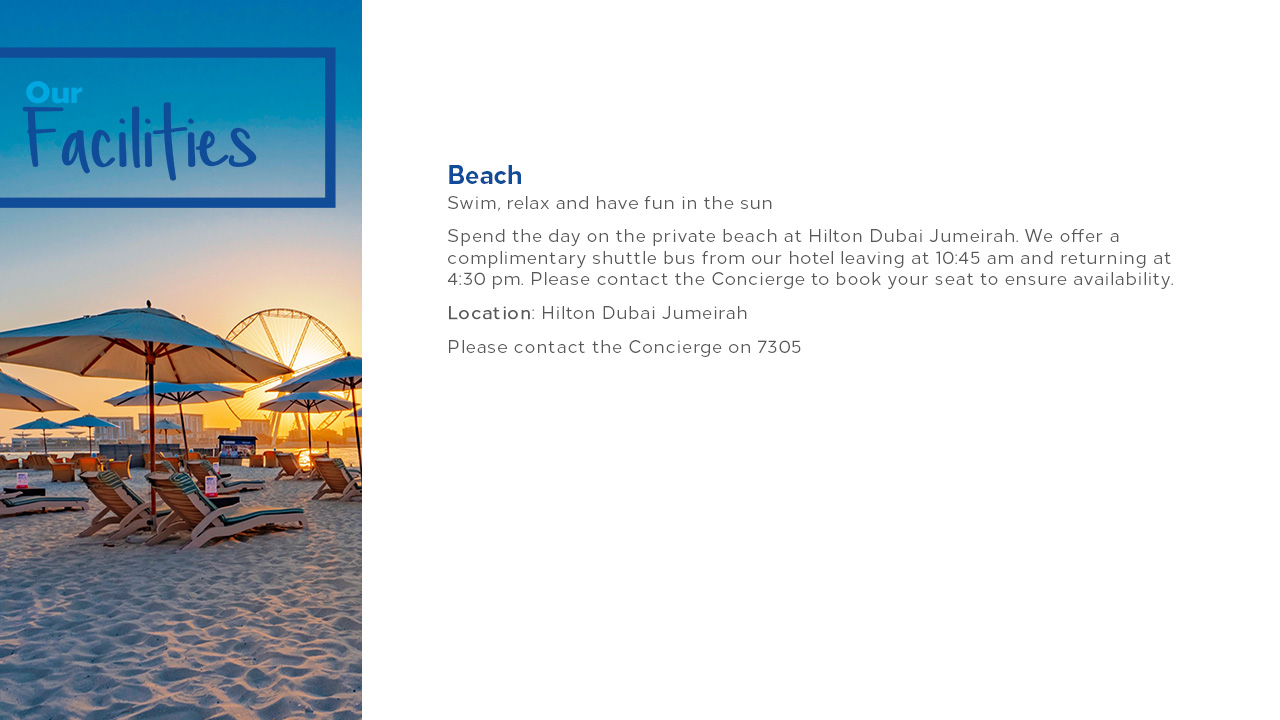 Our
Facilities
Beach
Swim, relax and have fun in the sun
Spend the day on the private beach at Hilton Dubai Jumeirah. We offer a
complimentary shuttle bus from our hotel leaving at 10:45 am and returning at
4:30 pm. Please contact the Concierge to book your seat to ensure availability.
Location: Hilton Dubai Jumeirah
Please contact the Concierge on 7305